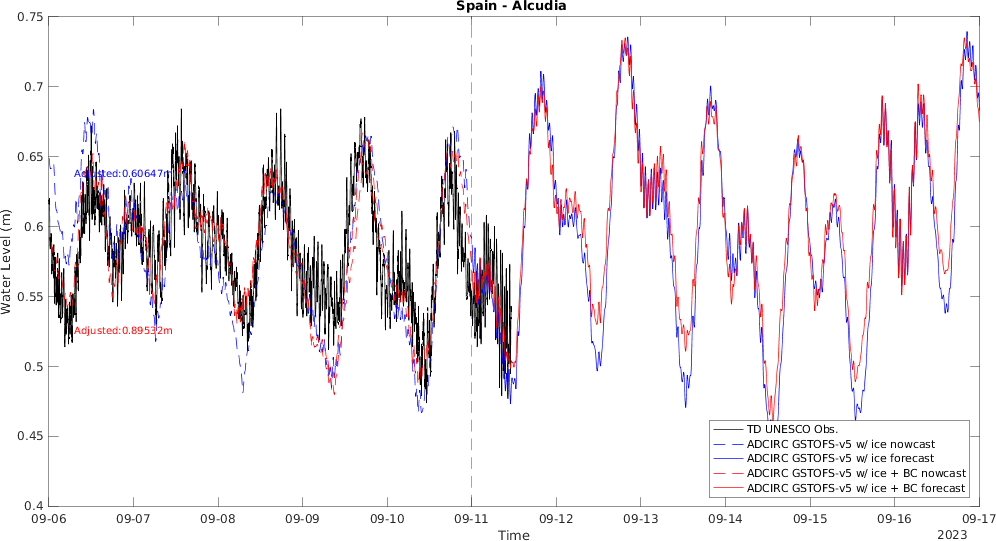 Spain - Alcudia
0.75
0.7
0.65
0.6
0.55
0.5
0.45
0.4
Water Level (m)
Adjusted:0.60647m
Adjusted:0.89532m
TD UNESCO Obs.
ADCIRC GSTOFS-v5 w/ ice nowcast
ADCIRC GSTOFS-v5 w/ ice forecast
ADCIRC GSTOFS-v5 w/ ice + BC nowcast
ADCIRC GSTOFS-v5 w/ ice + BC forecast
09-06 09-07 09-08 09-09 09-10 09-11 09-12 09-13 09-14 09-15 09-16 09-17
Time
2023